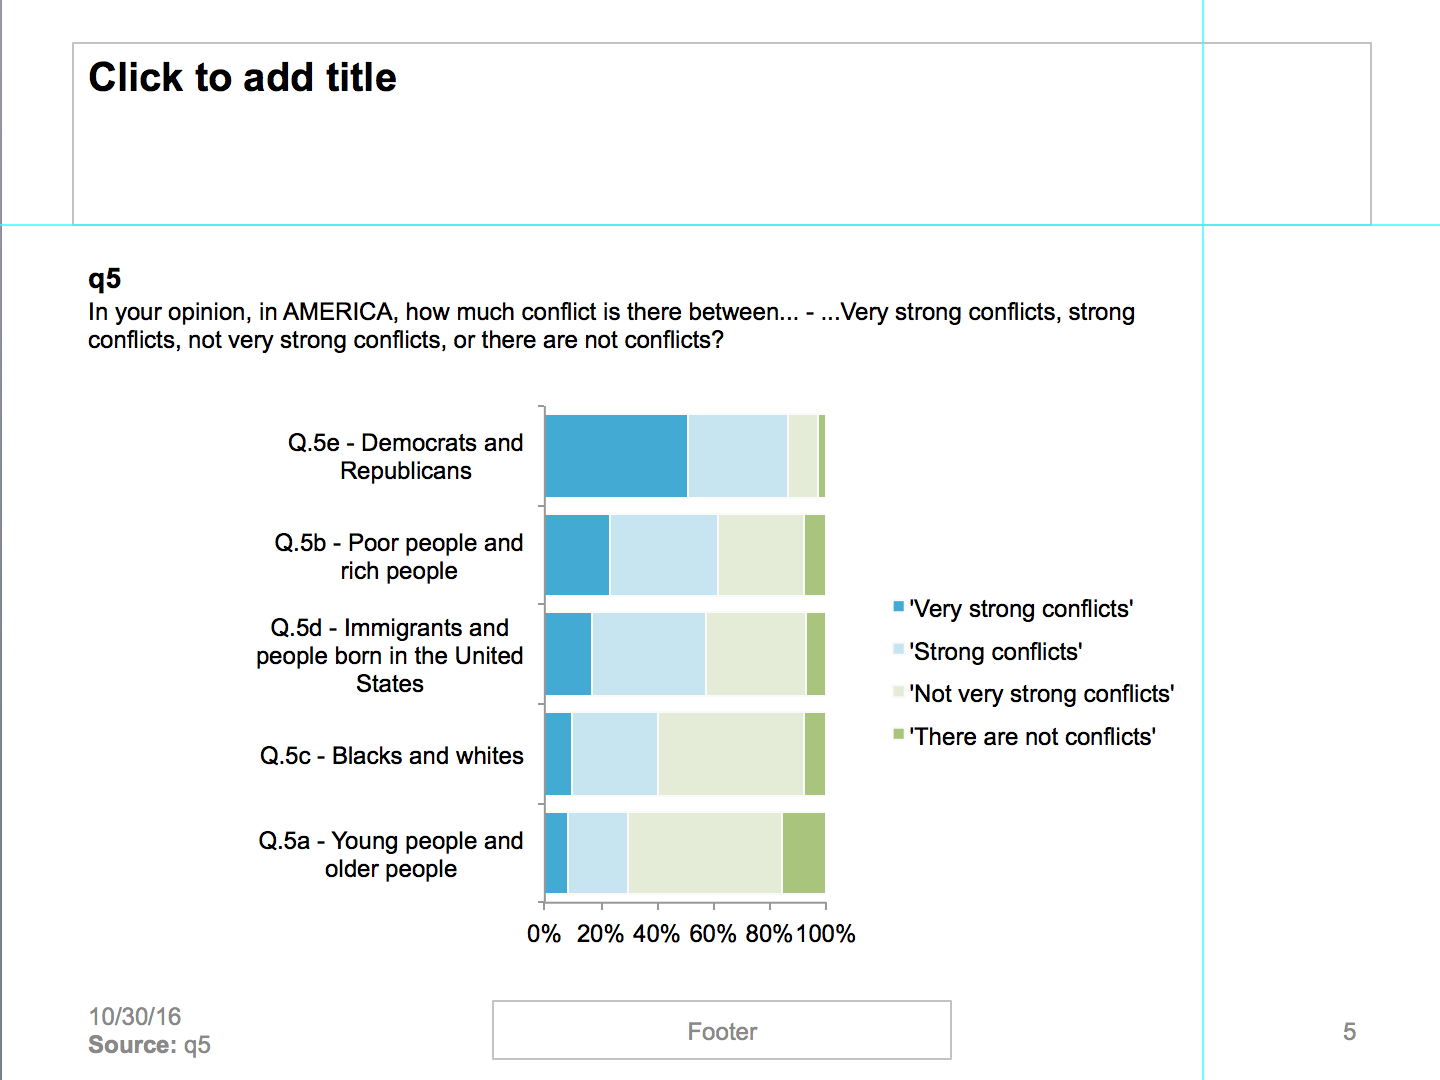 Click to add title
q5
In your opinion, in AMERICA, how much conflict is there between... - ...Very strong conflicts, strong
conflicts, not very strong conflicts, or there are not conflicts?
Q.5e - Democrats and
Republicans
Q.5b - Poor people and
rich people
Q.5d - Immigrants and
people born in the United
States
Q.5c - Blacks and whites
Q.5a - Young people and
older people
0% 20% 40% 60% 80% 100%
'Very strong conflicts'
'Strong conflicts'
'Not very strong conflicts'
'There are not conflicts'
10/30/16
Source: q5
Footer
5